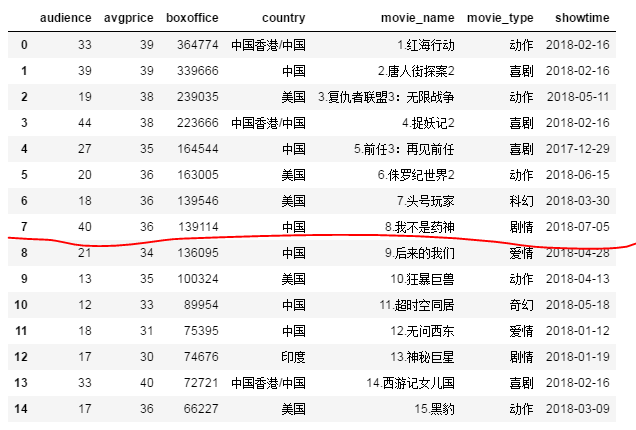 audience avgprice boxoffice country movie_name movie_type showtime
0 33 39 364774 中国香港/中国 1.红海行动 动作 2018-02-16
1 39 39 339666 中国 2.唐人街探案2 喜剧 2018-02-16
2 19 38 239035 美国 3.复仇者联盟3：无限战争 动作 2018-05-11
3 44 38 223666 中国香港/中国 4.捉妖记2 喜剧 2018-02-16
4 27 35 164544 中国 5.前任3：再见前任 喜剧 2017-12-29
5 20 36 163005 美国 6.侏罗纪世界2 动作 2018-06-15
6 18 36 139546 美国 7.头号玩家 科幻 2018-03-30
7 40 36 139114 中国 8.我不是药神 剧情 2018-07-05
8 21 34 136095 中国 9.后来的我们 爱情 2018-04-28
9 13 35 100324 美国 10.狂暴巨兽 动作 2018-04-13
10 12 33 89954 中国 11.超时空同居 奇幻 2018-05-18
11 18 31 75395 中国 12.无问西东 爱情 2018-01-12
12 17 30 74676 印度 13.神秘巨星 剧情 2018-01-19
13 33 40 72721 中国香港/中国 14.西游记女儿国 喜剧 2018-02-16
14 17 36 66227 美国 15.黑豹 动作 2018-03-09